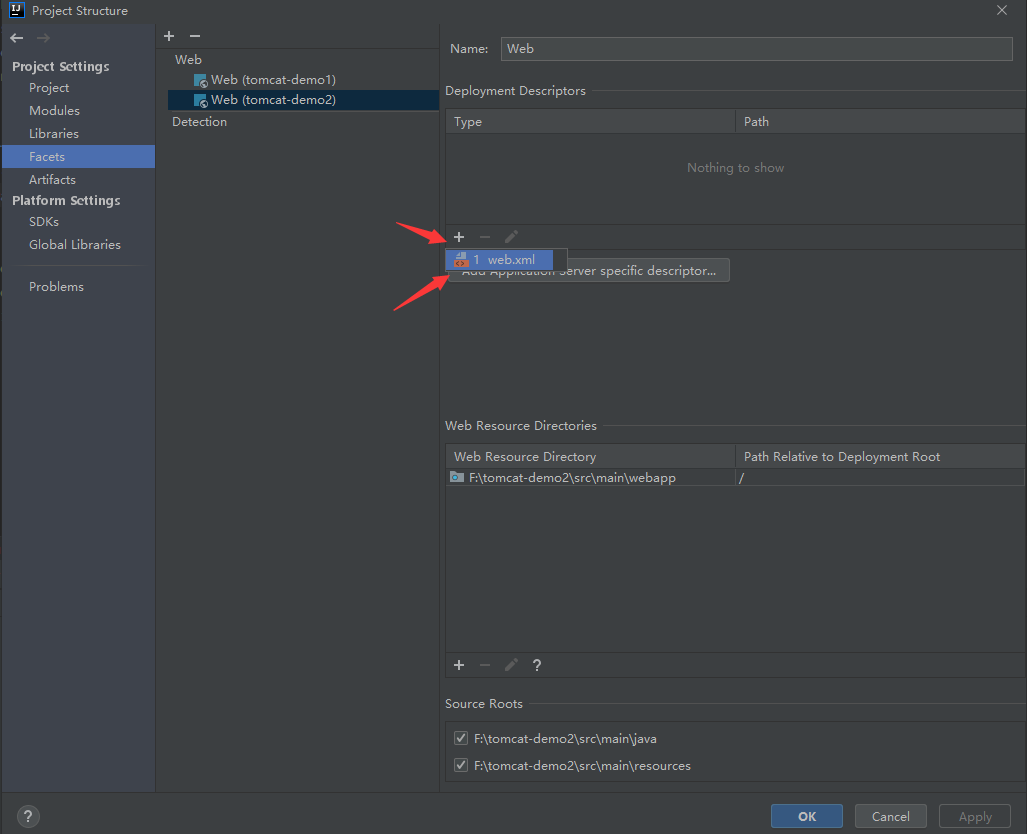 Project Structure
Project Settings
Project
Modules
Libraries
Facets
Artifacts
Platform Settings
SDKs
Global Libraries
Problems
Web
Web (tomcat-demo1)
Web (tomcat-demo2)
Detection
Name: Web
Deployment Descriptors
Type Path
Nothing to show
1 web.xml
Add Application Server specific descriptor...
Web Resource Directories
Web Resource Directory Path Relative to Deployment Root
F:\tomcat-demo2\src\main\webapp /
?
Source Roots
F:\tomcat-demo2\src\main\java
F:\tomcat-demo2\src\main\resources
? OK Cancel Apply